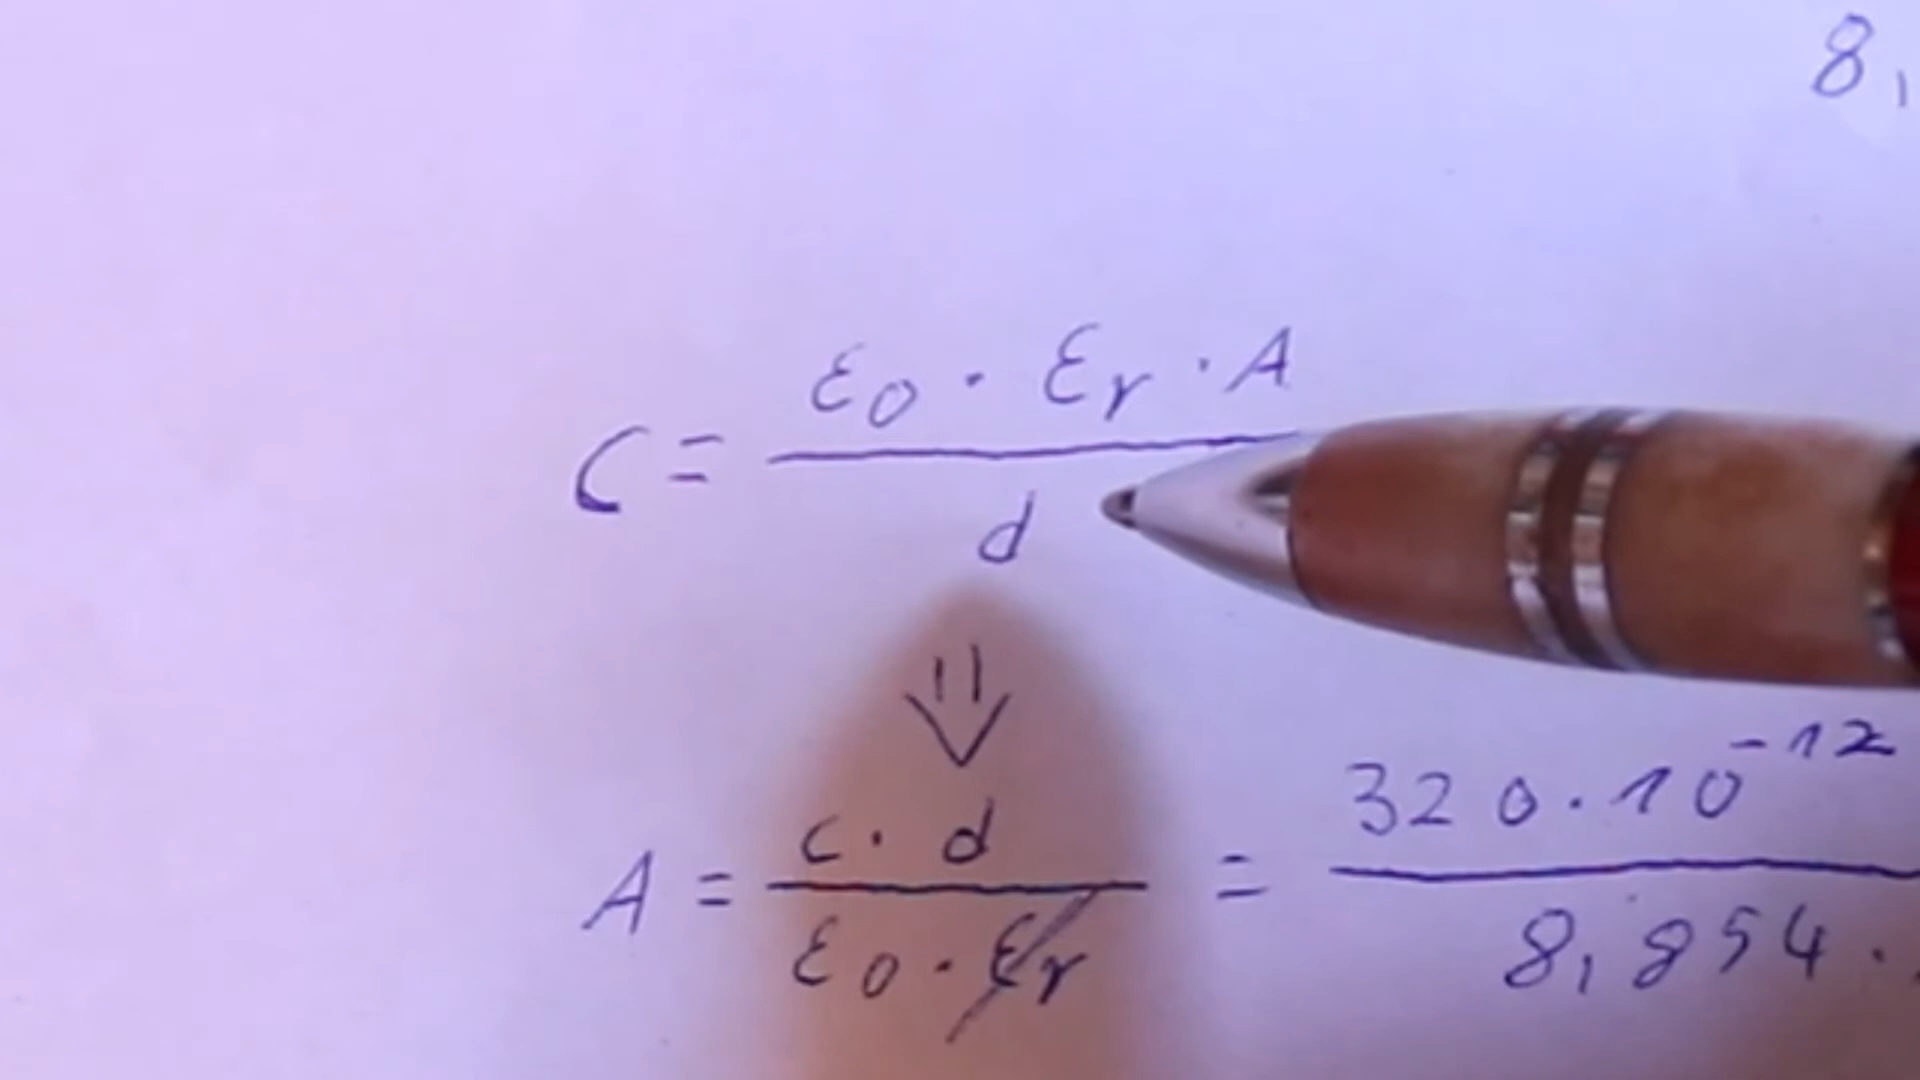 8,
C = ε₀ · εᵣ · A / d
⇓
A = C · d / ε₀ · εᵣ = 320 · 10⁻¹² / 8,854 ·